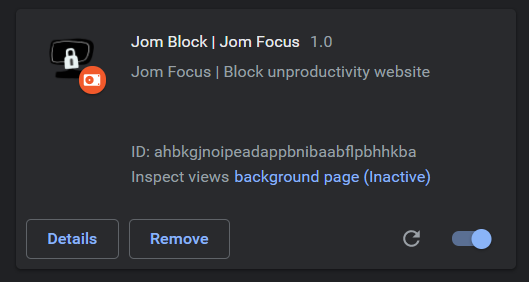 Jom Block | Jom Focus 1.0
Jom Focus | Block unproductivity website
ID: ahbkgjnoipeadappbnibaabflpbhhkba
Inspect views background page (Inactive)
Details Remove